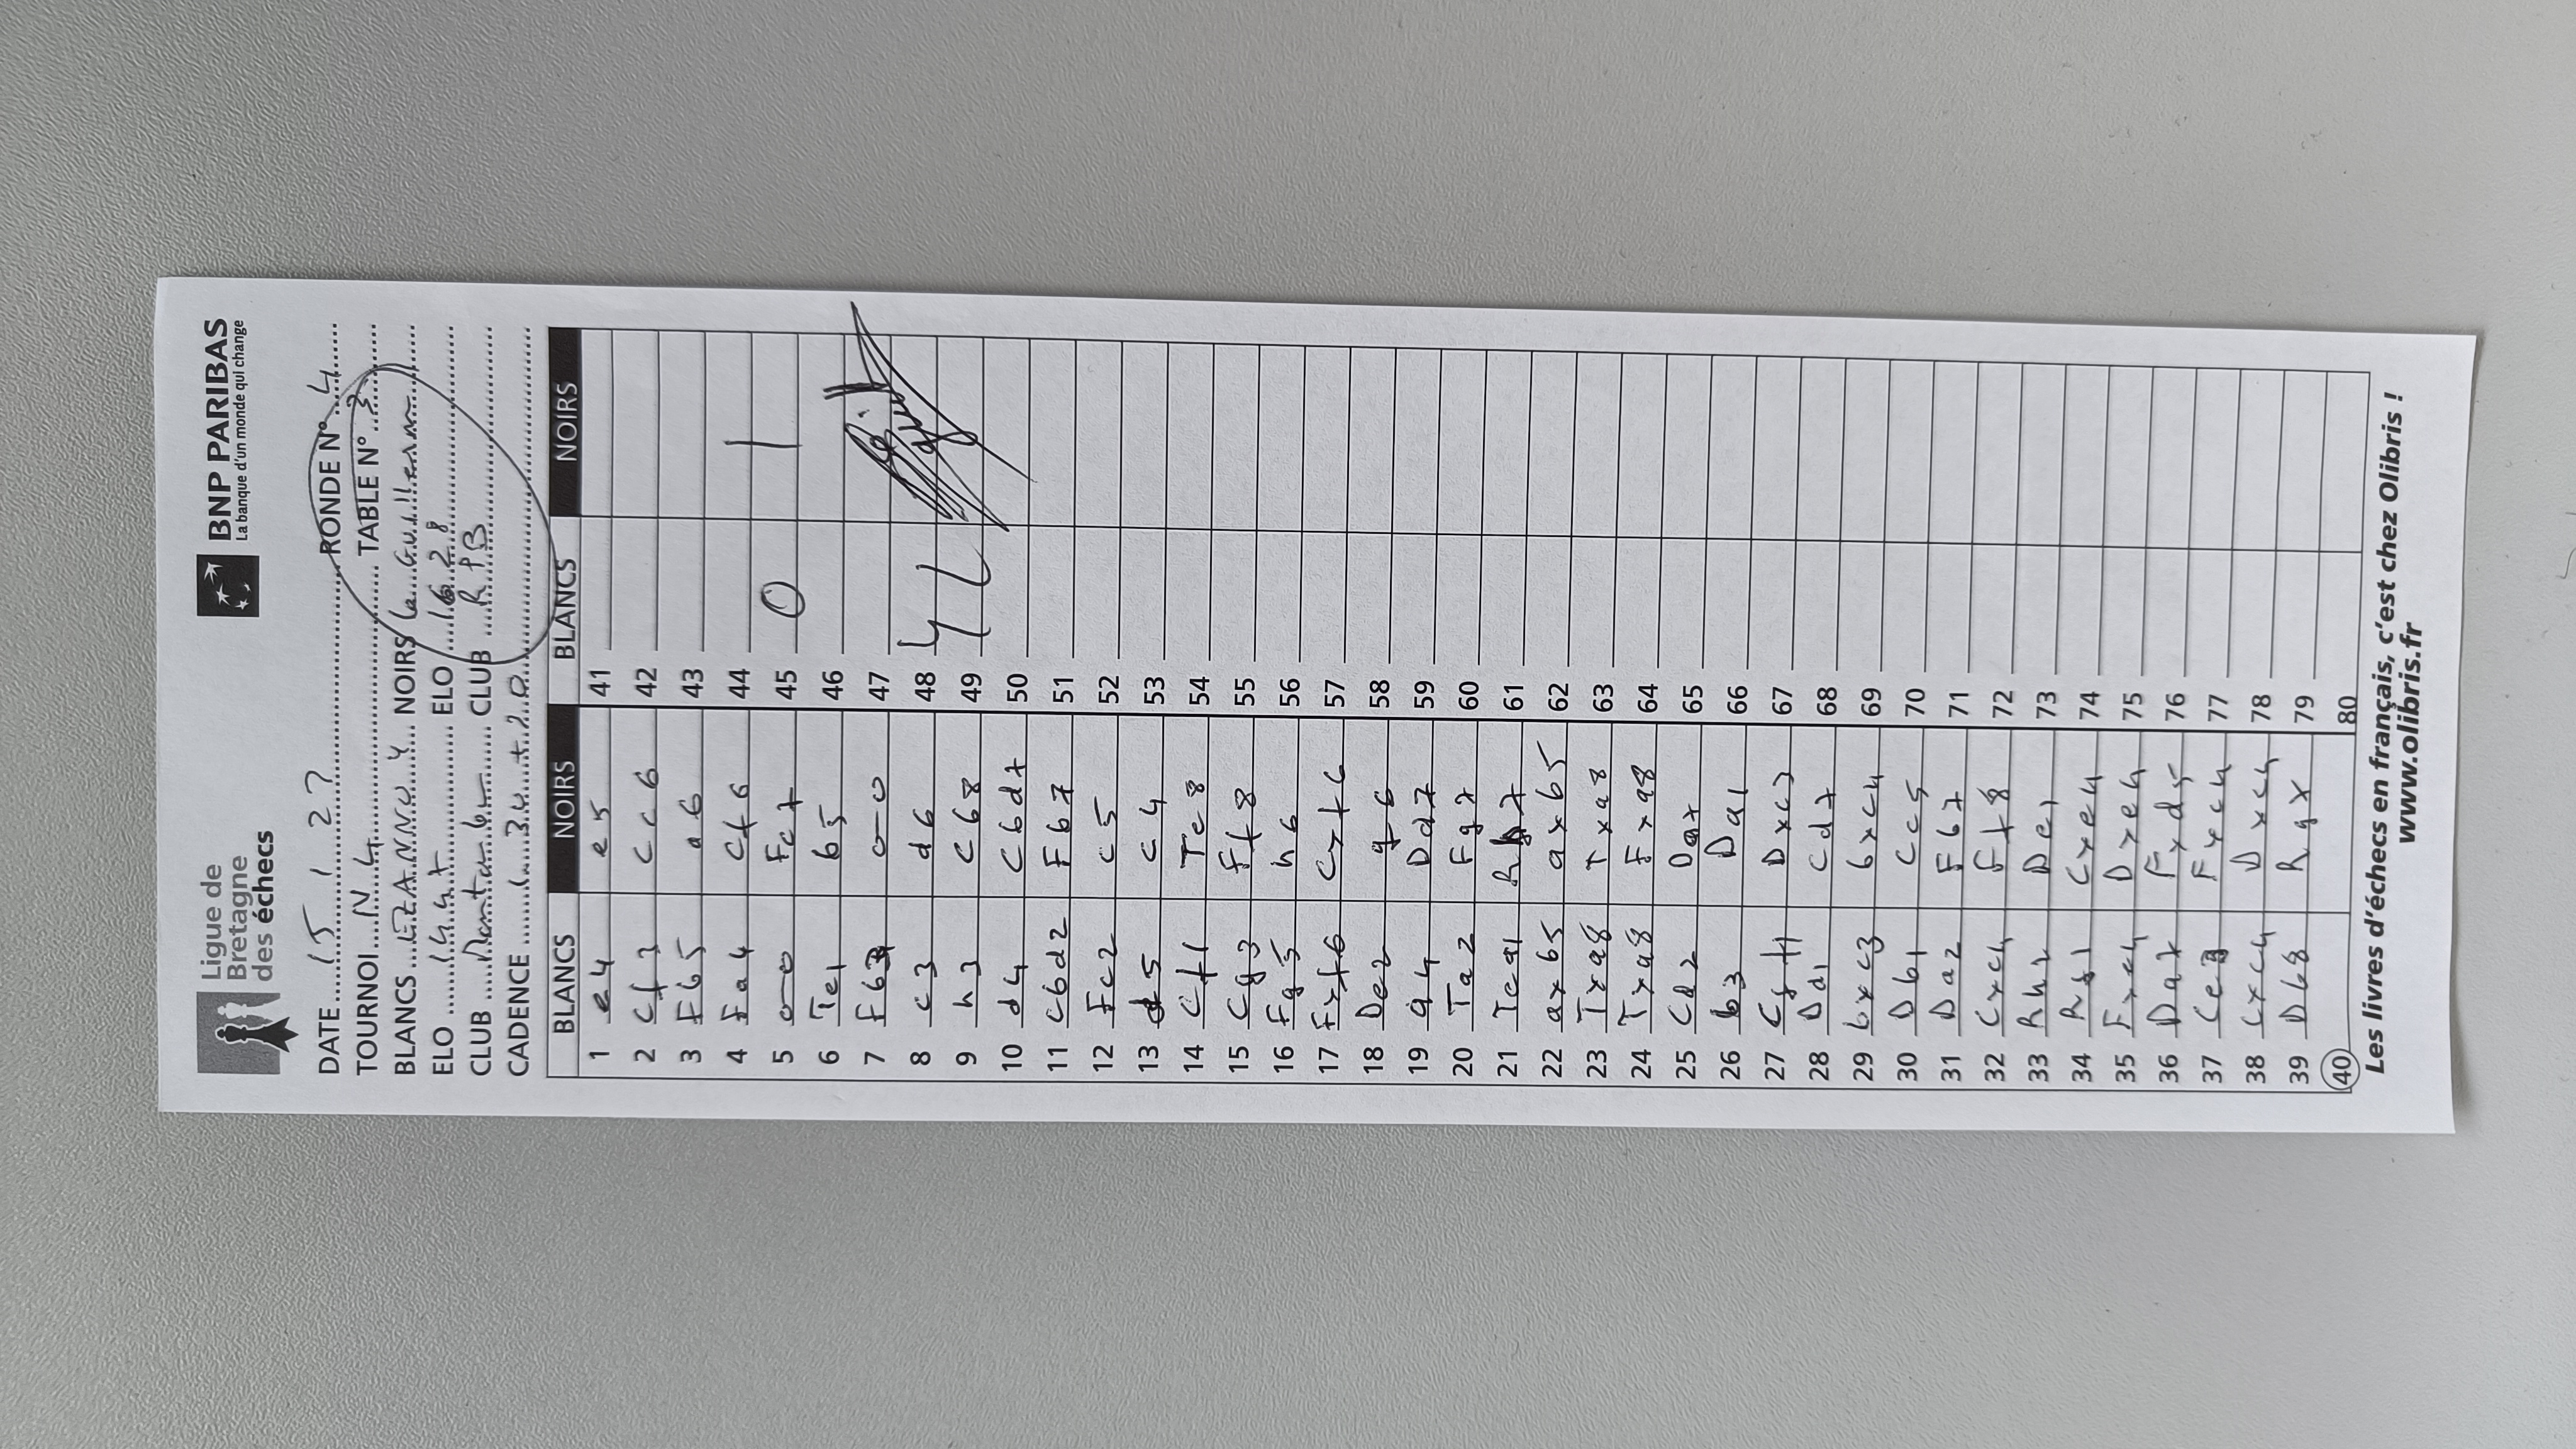 Ligue de
Bretagne
des échecs
BNP PARIBAS
La banque d'un monde qui change
DATE 15 1 27 RONDE N° 4
TOURNOI N4 TABLE N° 3
BLANCS EZANNO Y NOIRS Le Guillerm
ELO 1447 ELO 1628
CLUB CLUB RPB
CADENCE 1 30 +
BLANCS NOIRS BLANCS NOIRS
1 e4 e5 41
2 Cf3 Cc6 42
3 Fb5 a6 43
4 Fa4 Cf6 44
5 o-o Fc7 45 0 1
6 Te1 b5 46
7 Fb3 o-o 47
8 c3 d6 48
9 h3 Cb8 49
10 d4 Cbd7 50
11 Cbd2 Fb7 51
12 Fc2 c5 52
13 d5 c4 53
14 Cf1 Te8 54
15 Cg3 Ff8 55
16 Fg5 h6 56
17 Fxf6 Cxf6 57
18 De2 g6 58
19 a4 Dd7 59
20 Ta2 Fg7 60
21 Tea1 Rh7 61
22 axb5 axb5 62
23 Txa8 Txa8 63
24 Txa8 Fxa8 64
25 Cd2 Da7 65
26 b3 Da1 66
27 Cgf1 Dxc3 67
28 Dd1 Cd7 68
29 bxc3 bxc4 69
30 Db1 Cc5 70
31 Da2 Fb7 71
32 Cxc4 Ff8 72
33 Rh2 De1 73
34 Rg1 Cxe4 74
35 Fxe4 Dxe4 75
36 Da7 Fxd5 76
37 Ce3 Fxc4 77
38 Cxc4 Dxc4 78
39 Db8 Rg7 79
40 80
Les livres d'échecs en français, c'est chez Olibris !
www.olibris.fr